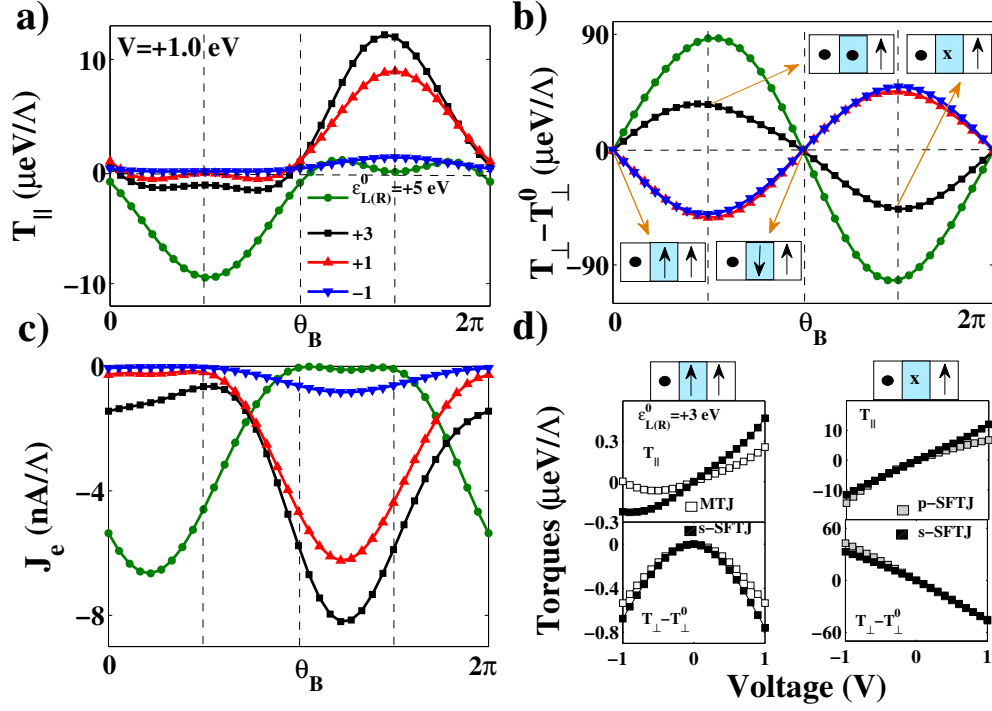 a)
V=+1.0 eV
T∥ (μeV/Λ)
10
0
−10
ε⁰L(R)=+5 eV
+3
+1
−1
0
θB
2π
b)
T⊥−T⁰⊥ (μeV/Λ)
90
0
−90
x
0
θB
2π
c)
Je (nA/Λ)
0
−4
−8
0
θB
2π
d)
Torques (μeV/Λ)
ε⁰L(R)=+3 eV
T∥
0.3
0
−0.3
MTJ
s−SFTJ
0
−0.4
−0.8
T⊥−T⁰⊥
−1
0
1
x
T∥
10
0
−10
p−SFTJ
s−SFTJ
60
0
−60
T⊥−T⁰⊥
−1
0
1
Voltage (V)